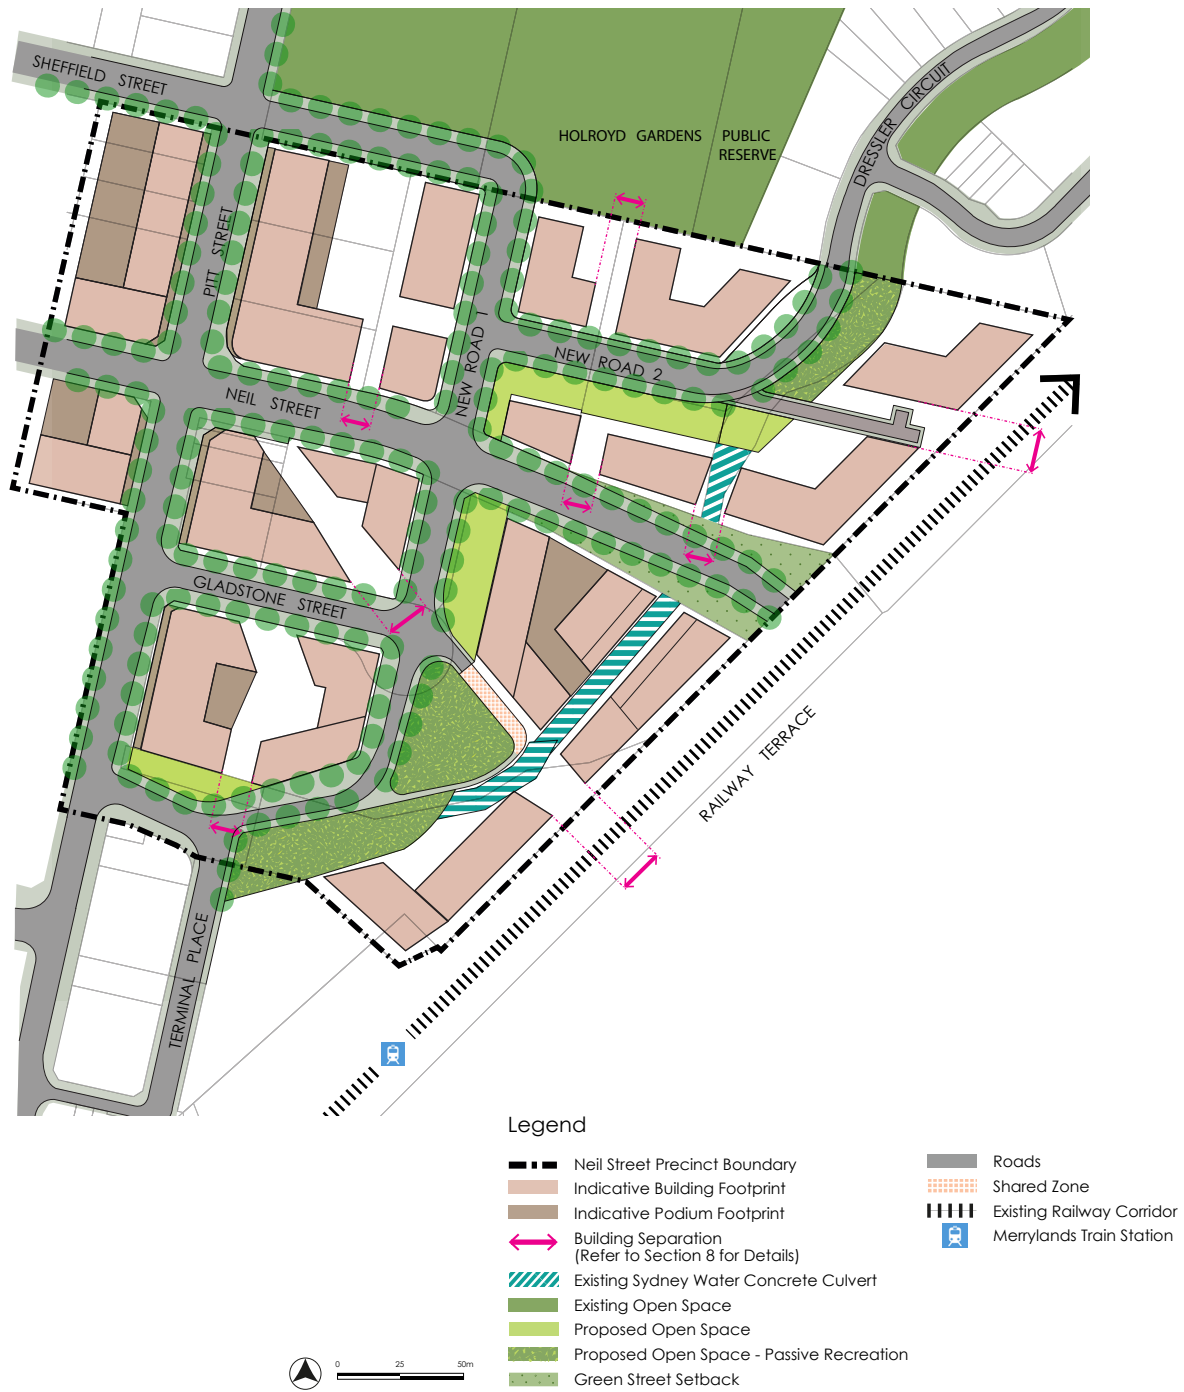 SHEFFIELD STREET
HOLROYD GARDENS PUBLIC
RESERVE
DRESSLER CIRCUIT
PITT STREET
NEW ROAD 1
NEW ROAD 2
NEIL STREET
GLADSTONE STREET
RAILWAY TERRACE
TERMINAL PLACE
Legend
Neil Street Precinct Boundary
Indicative Building Footprint
Indicative Podium Footprint
Building Separation
(Refer to Section 8 for Details)
Existing Sydney Water Concrete Culvert
Existing Open Space
Proposed Open Space
Proposed Open Space - Passive Recreation
Green Street Setback
Roads
Shared Zone
Existing Railway Corridor
Merrylands Train Station
0 25 50m